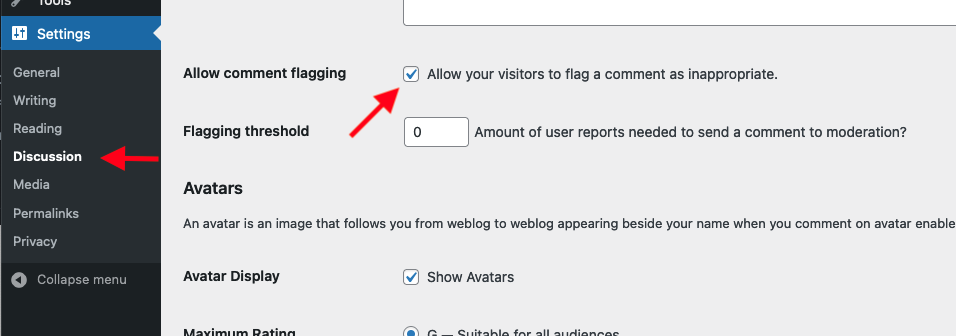 Tools
Settings
General
Writing
Reading
Discussion
Media
Permalinks
Privacy
Collapse menu
Allow comment flagging
Allow your visitors to flag a comment as inappropriate.
Flagging threshold
0 Amount of user reports needed to send a comment to moderation?
Avatars
An avatar is an image that follows you from weblog to weblog appearing beside your name when you comment on avatar enable
Avatar Display
Show Avatars
Maximum Rating
G — Suitable for all audiences